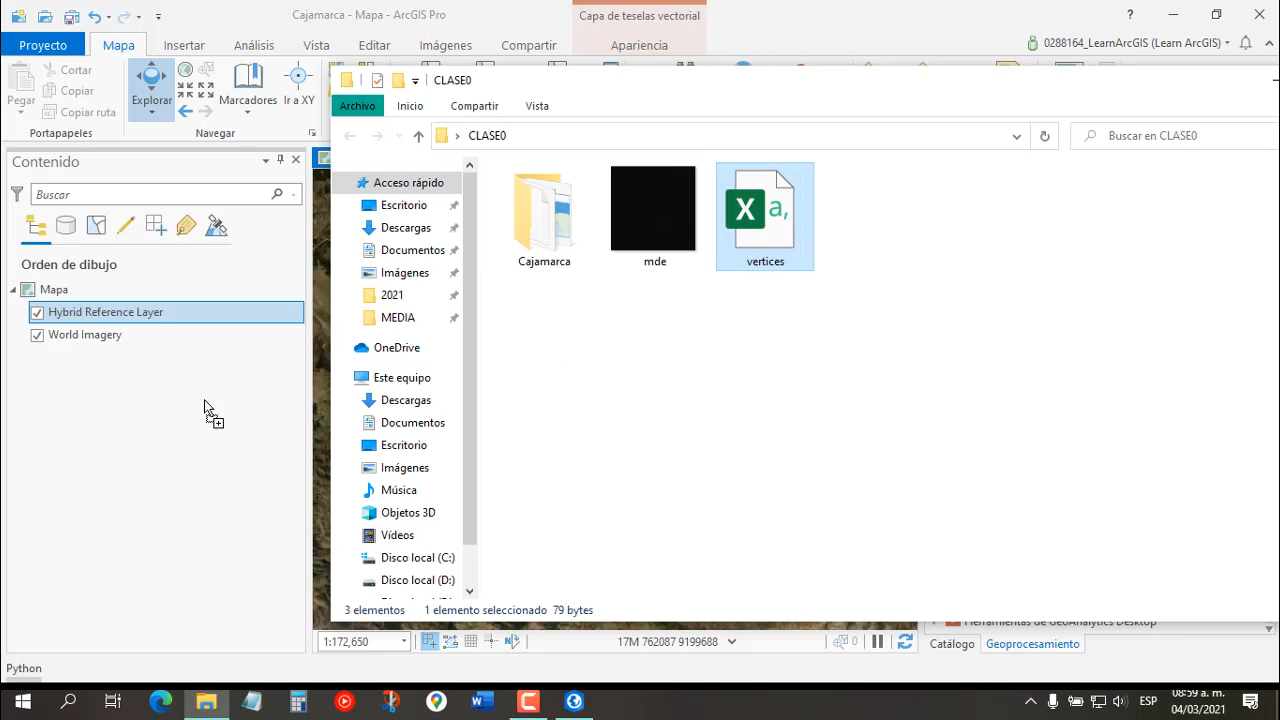 Cajamarca - Mapa - ArcGIS Pro
Capa de teselas vectorial
Proyecto Mapa Insertar Análisis Vista Editar Imágenes Compartir Apariencia
0288164_LearnArcGIS (Learn ArcGIS)
Pegar
Cortar
Copiar
Copiar ruta
Portapapeles
Explorar
Marcadores
Ir a XY
Navegar
Contenido
Buscar
Orden de dibujo
Mapa
Hybrid Reference Layer
World Imagery
Python
CLASE0
Archivo Inicio Compartir Vista
CLASE0
Buscar en CLASE0
Acceso rápido
Escritorio
Descargas
Documentos
Imágenes
2021
MEDIA
OneDrive
Este equipo
Descargas
Documentos
Escritorio
Imágenes
Música
Objetos 3D
Vídeos
Disco local (C:)
Disco local (D:)
Cajamarca
mde
X a,
vertices
3 elementos 1 elemento seleccionado 79 bytes
Herramientas de GeoAnalytics Desktop
1:172,650
17M 762087 9199688
0
Catálogo Geoprocesamiento
W
ESP
08:59 a. m.
04/03/2021